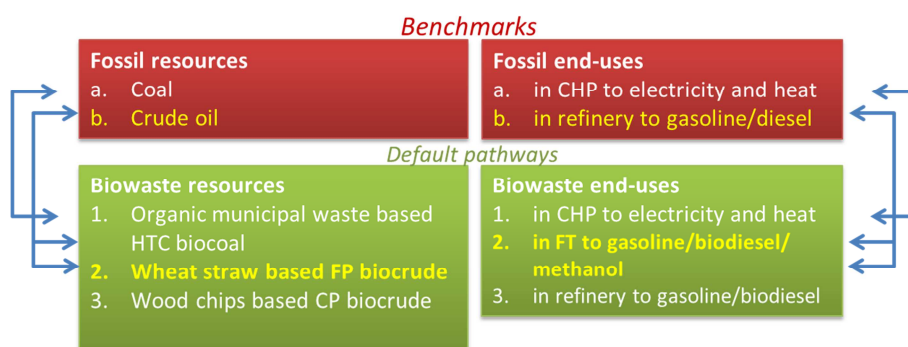 Benchmarks
Fossil resources
a. Coal
b. Crude oil
Fossil end-uses
a. in CHP to electricity and heat
b. in refinery to gasoline/diesel
Default pathways
Biowaste resources
1. Organic municipal waste based
HTC biocoal
2. Wheat straw based FP biocrude
3. Wood chips based CP biocrude
Biowaste end-uses
1. in CHP to electricity and heat
2. in FT to gasoline/biodiesel/
methanol
3. in refinery to gasoline/biodiesel